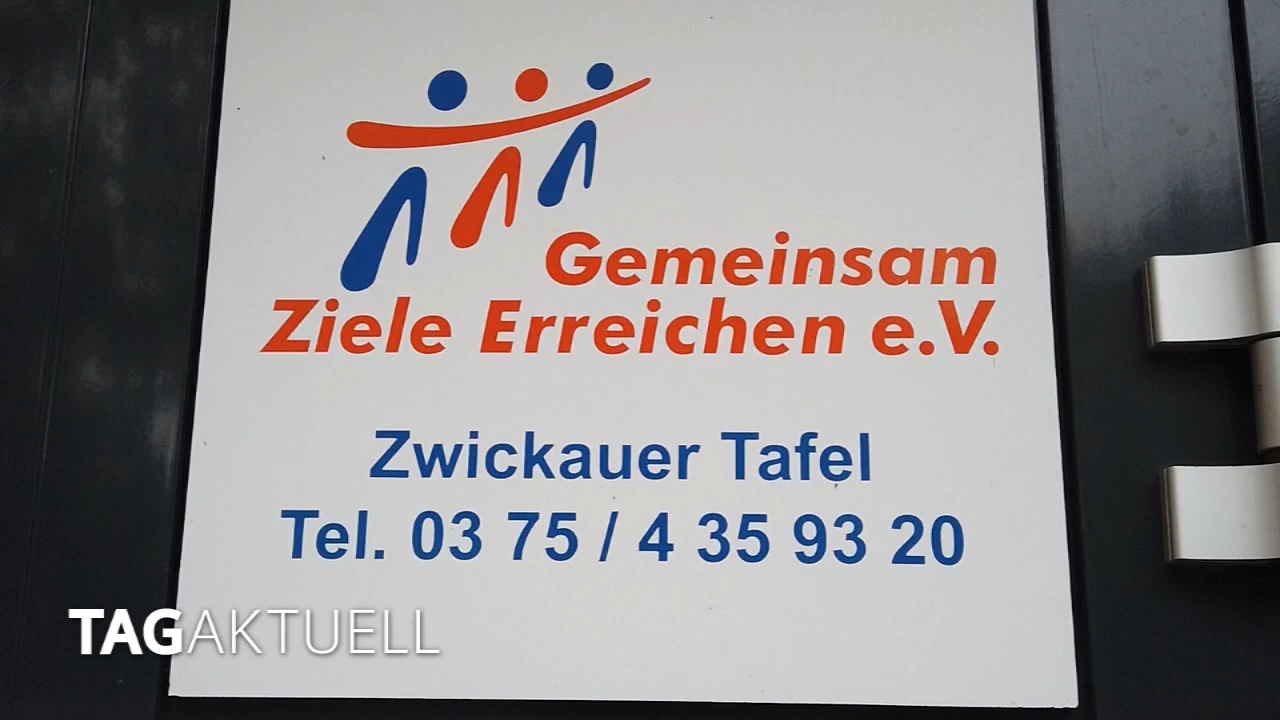 Gemeinsam
Ziele Erreichen e.V.
Zwickauer Tafel
Tel. 03 75 / 4 35 93 20
TAGAKTUELL